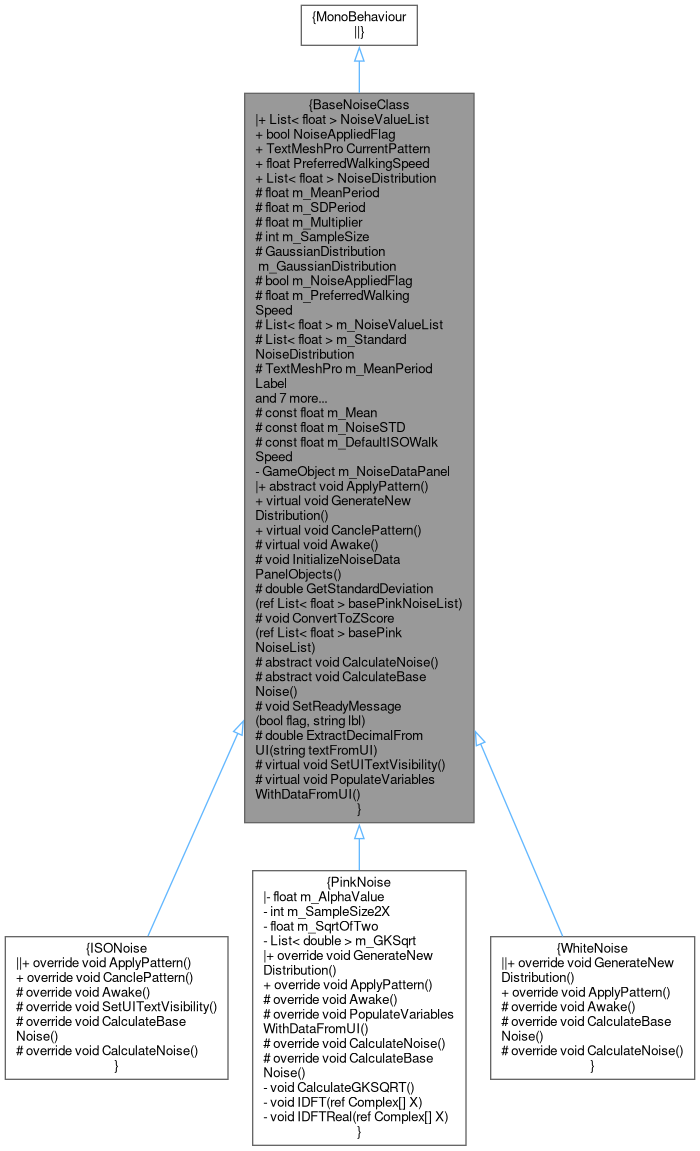 {MonoBehaviour
||}
{BaseNoiseClass
|+ List< float > NoiseValueList
+ bool NoiseAppliedFlag
+ TextMeshPro CurrentPattern
+ float PreferredWalkingSpeed
+ List< float > NoiseDistribution
# float m_MeanPeriod
# float m_SDPeriod
# float m_Multiplier
# int m_SampleSize
# GaussianDistribution
m_GaussianDistribution
# bool m_NoiseAppliedFlag
# float m_PreferredWalking
Speed
# List< float > m_NoiseValueList
# List< float > m_Standard
NoiseDistribution
# TextMeshPro m_MeanPeriod
Label
and 7 more...
# const float m_Mean
# const float m_NoiseSTD
# const float m_DefaultISOWalk
Speed
- GameObject m_NoiseDataPanel
|+ abstract void ApplyPattern()
+ virtual void GenerateNew
Distribution()
+ virtual void CanclePattern()
# virtual void Awake()
# void InitializeNoiseData
PanelObjects()
# double GetStandardDeviation
(ref List< float > basePinkNoiseList)
# void ConvertToZScore
(ref List< float > basePink
NoiseList)
# abstract void CalculateNoise()
# abstract void CalculateBase
Noise()
# void SetReadyMessage
(bool flag, string lbl)
# double ExtractDecimalFrom
UI(string textFromUI)
# virtual void SetUITextVisibility()
# virtual void PopulateVariables
WithDataFromUI()
}
{ISONoise
||+ override void ApplyPattern()
+ override void CanclePattern()
# override void Awake()
# override void SetUITextVisibility()
# override void CalculateBase
Noise()
# override void CalculateNoise()
}
{PinkNoise
|- float m_AlphaValue
- int m_SampleSize2X
- float m_SqrtOfTwo
- List< double > m_GKSqrt
|+ override void GenerateNew
Distribution()
+ override void ApplyPattern()
# override void Awake()
# override void PopulateVariables
WithDataFromUI()
# override void CalculateNoise()
# override void CalculateBase
Noise()
- void CalculateGKSQRT()
- void IDFT(ref Complex[] X)
- void IDFTReal(ref Complex[] X)
}
{WhiteNoise
||+ override void GenerateNew
Distribution()
+ override void ApplyPattern()
# override void Awake()
# override void CalculateBase
Noise()
# override void CalculateNoise()
}